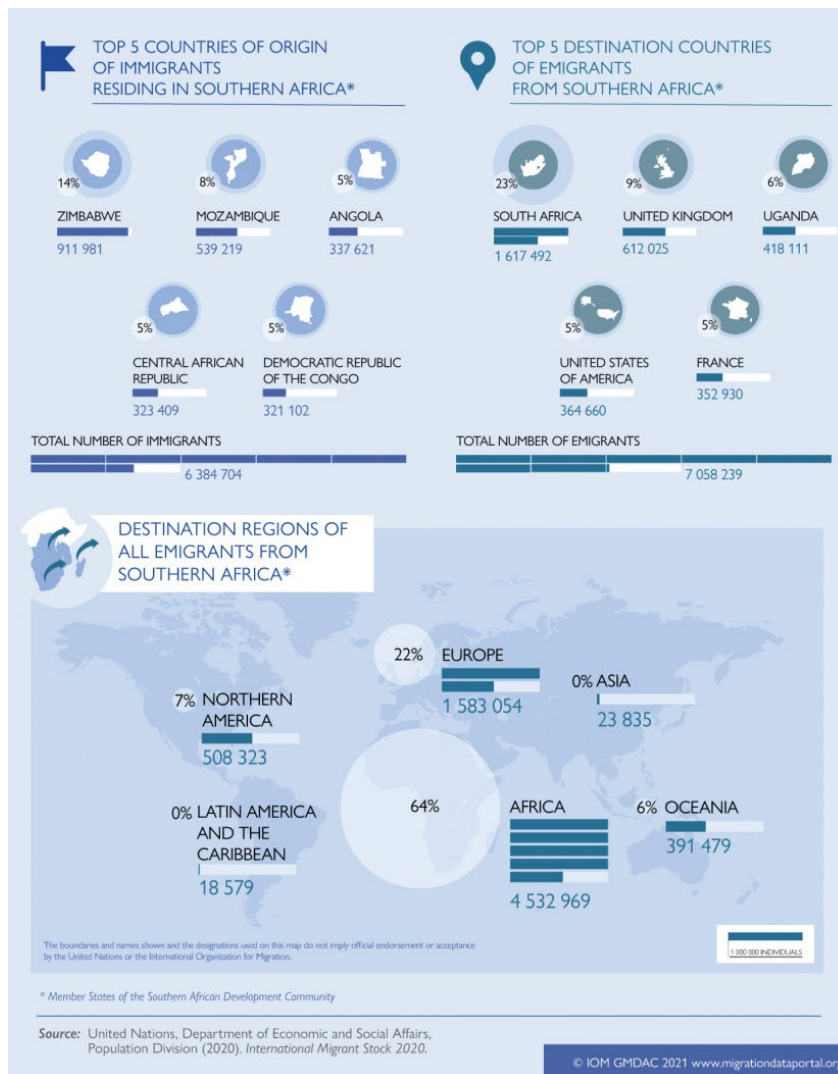 TOP 5 COUNTRIES OF ORIGIN
OF IMMIGRANTS
RESIDING IN SOUTHERN AFRICA*
14%
ZIMBABWE
911 981
8%
MOZAMBIQUE
539 219
5%
ANGOLA
337 621
5%
CENTRAL AFRICAN
REPUBLIC
323 409
5%
DEMOCRATIC REPUBLIC
OF THE CONGO
321 102
TOTAL NUMBER OF IMMIGRANTS
6 384 704
TOP 5 DESTINATION COUNTRIES
OF EMIGRANTS
FROM SOUTHERN AFRICA*
23%
SOUTH AFRICA
1 617 492
9%
UNITED KINGDOM
612 025
6%
UGANDA
418 111
5%
UNITED STATES
OF AMERICA
364 660
5%
FRANCE
352 930
TOTAL NUMBER OF EMIGRANTS
7 058 239
DESTINATION REGIONS OF
ALL EMIGRANTS FROM
SOUTHERN AFRICA*
22% EUROPE
1 583 054
0% ASIA
23 835
7% NORTHERN
AMERICA
508 323
64% AFRICA
4 532 969
6% OCEANIA
391 479
0% LATIN AMERICA
AND THE
CARIBBEAN
18 579
The boundaries and names shown and the designations used on this map do not imply official endorsement or acceptance
by the United Nations or the International Organization for Migration.
1 000 000 INDIVIDUALS
* Member States of the Southern African Development Community
Source: United Nations, Department of Economic and Social Affairs,
Population Division (2020). International Migrant Stock 2020.
© IOM GMDAC 2021 www.migrationdataportal.org